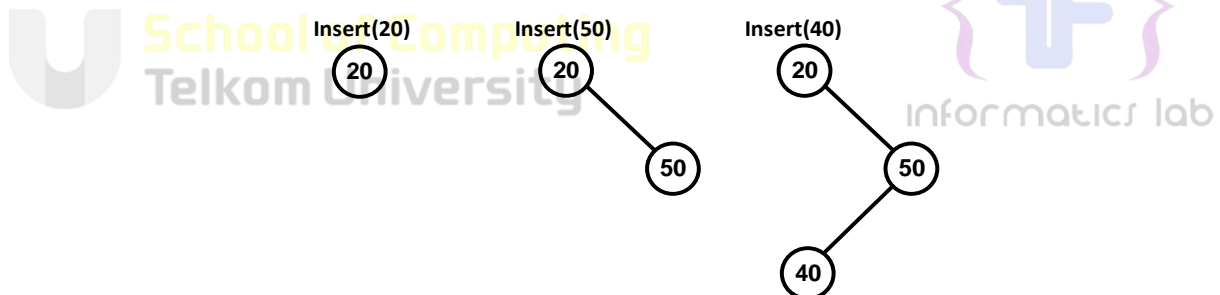 School of Computing
Telkom University
informatics lab
Insert(20) Insert(50) Insert(40)
20 20 20
50 50
40